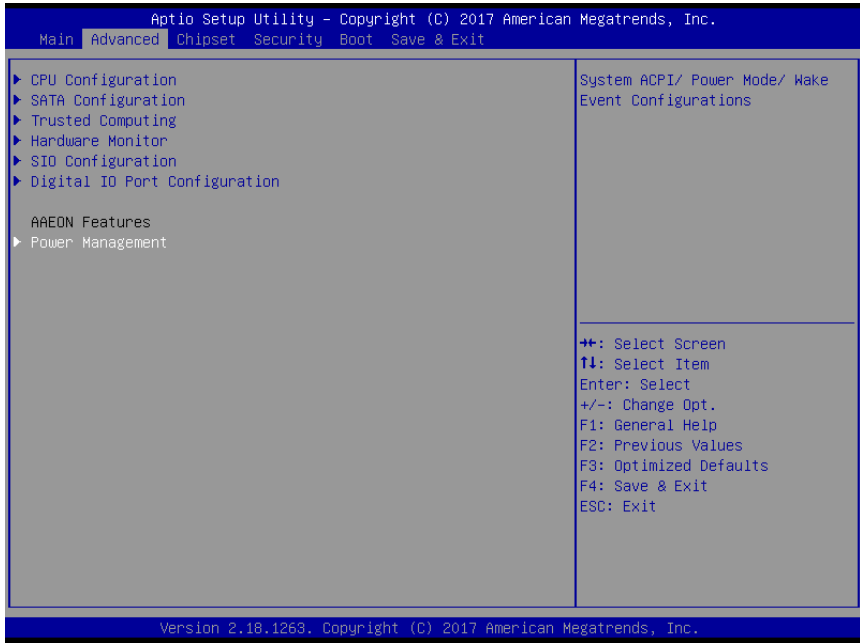 Aptio Setup Utility – Copyright (C) 2017 American Megatrends, Inc.
Main Advanced Chipset Security Boot Save & Exit
CPU Configuration
SATA Configuration
Trusted Computing
Hardware Monitor
SIO Configuration
Digital IO Port Configuration
AAEON Features
Power Management
System ACPI/ Power Mode/ Wake
Event Configurations
→←: Select Screen
↑↓: Select Item
Enter: Select
+/-: Change Opt.
F1: General Help
F2: Previous Values
F3: Optimized Defaults
F4: Save & Exit
ESC: Exit
Version 2.18.1263. Copyright (C) 2017 American Megatrends, Inc.